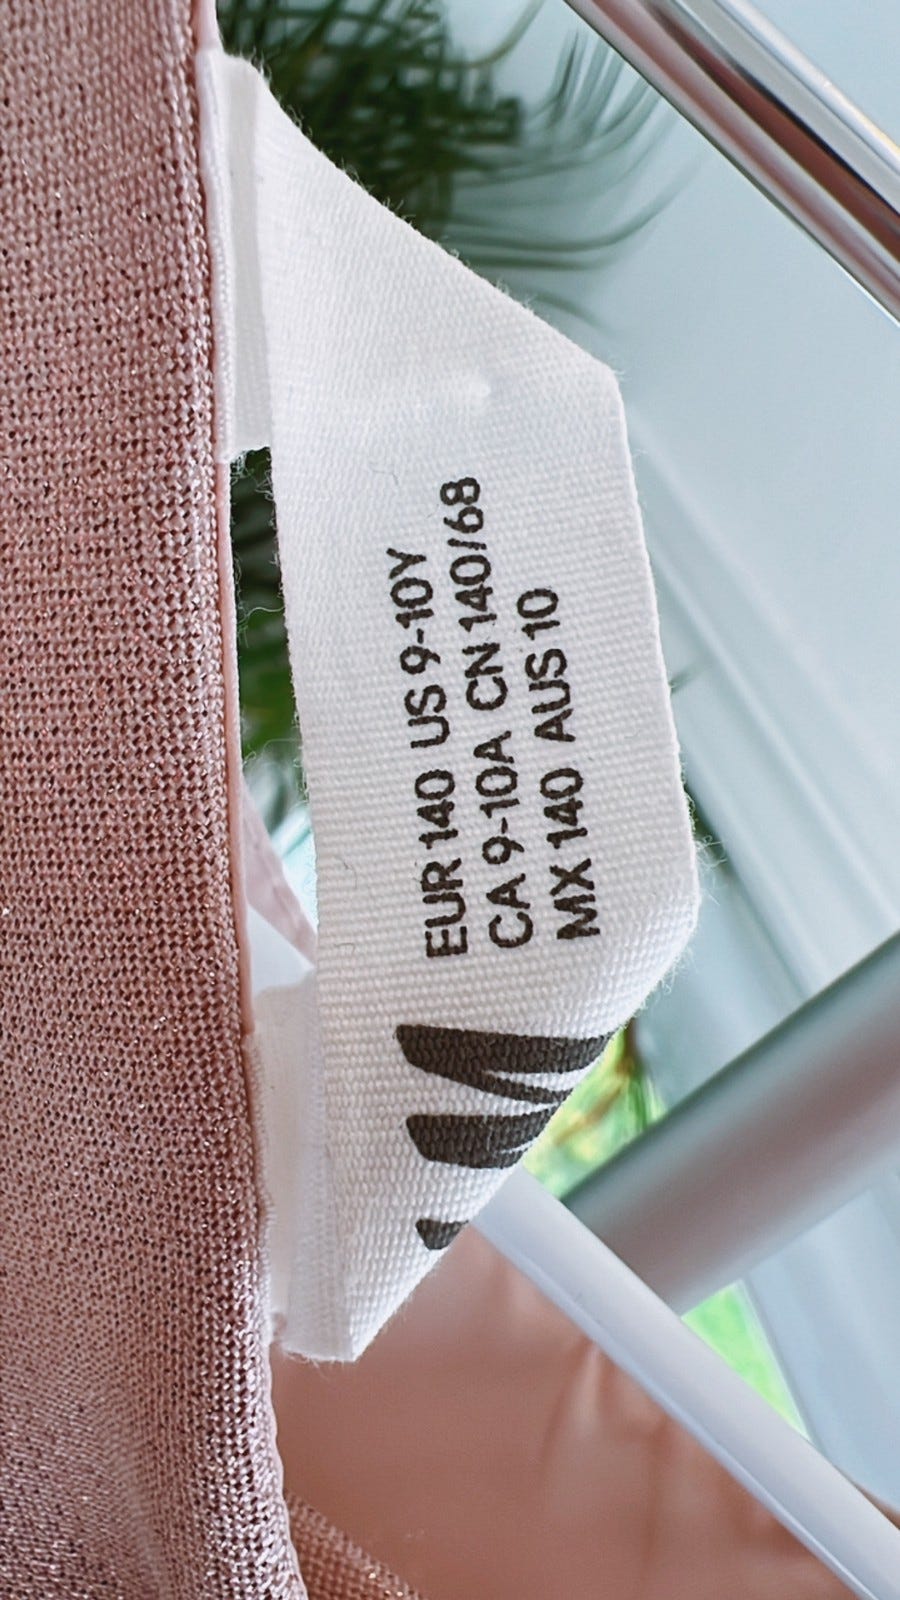 EUR 140 US 9-10Y
CA 9-10A CN 140/68
MX 140 AUS 10